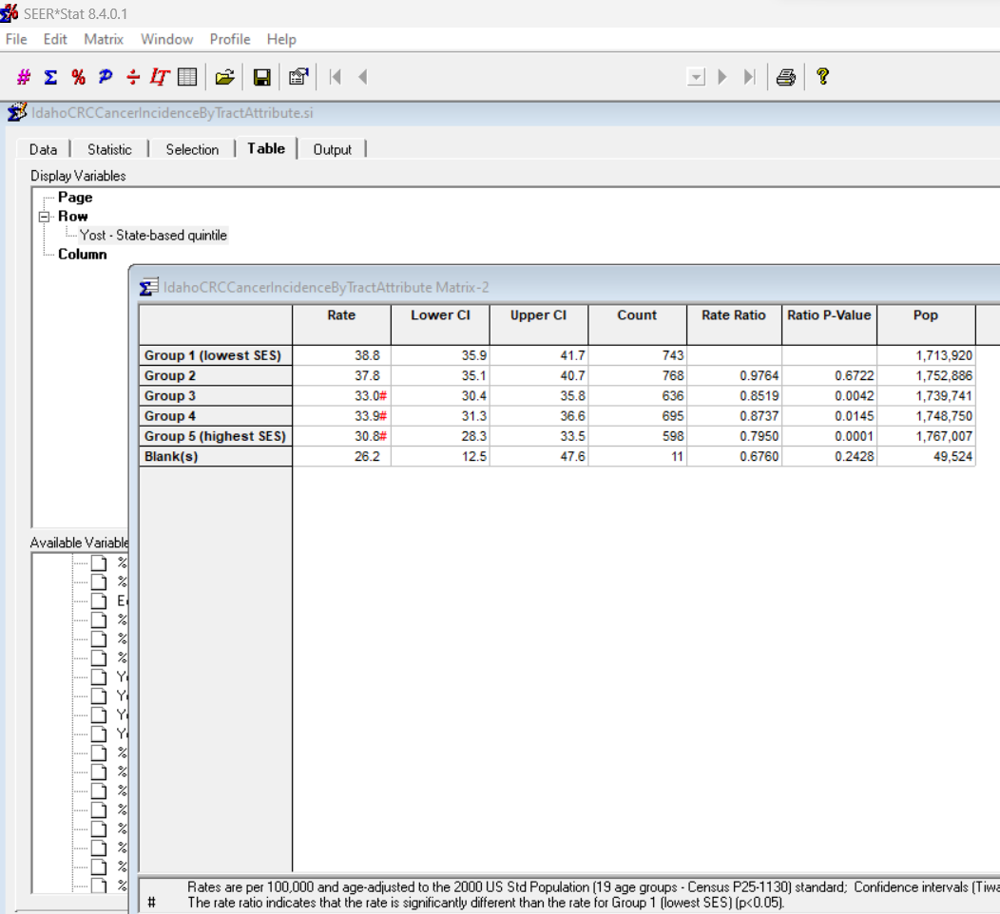 SEER*Stat 8.4.0.1
File Edit Matrix Window Profile Help
# Σ % P ÷ LT ?
IdahoCRCCancerIncidenceByTractAttribute.si
Data Statistic Selection Table Output
Display Variables
Page
Row
Yost - State-based quintile
Column
IdahoCRCCancerIncidenceByTractAttribute Matrix-2
Rate Lower CI Upper CI Count Rate Ratio Ratio P-Value Pop
Group 1 (lowest SES) 38.8 35.9 41.7 743 1,713,920
Group 2 37.8 35.1 40.7 768 0.9764 0.6722 1,752,886
Group 3 33.0# 30.4 35.8 636 0.8519 0.0042 1,739,741
Group 4 33.9# 31.3 36.6 695 0.8737 0.0145 1,748,750
Group 5 (highest SES) 30.8# 28.3 33.5 598 0.7950 0.0001 1,767,007
Blank(s) 26.2 12.5 47.6 11 0.6760 0.2428 49,524
Available Variable
%
%
%
%
%
%
%
%
%
%
%
%
%
Rates are per 100,000 and age-adjusted to the 2000 US Std Population (19 age groups - Census P25-1130) standard; Confidence intervals (Tiwa
# The rate ratio indicates that the rate is significantly different than the rate for Group 1 (lowest SES) (p<0.05).